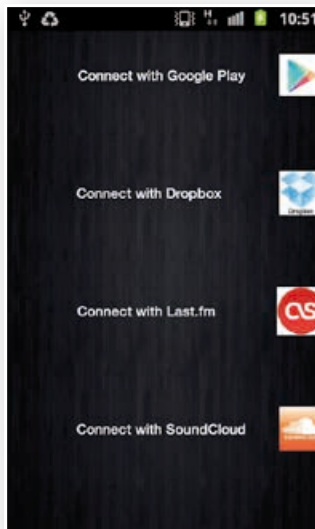 H
10:51
Connect with Google Play
Connect with Dropbox
Dropbox
Connect with Last.fm
Connect with SoundCloud